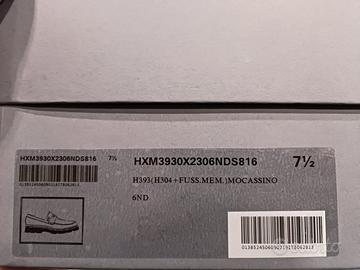 HXM3930X2306NDS816 7½
HXM3930X2306NDS816 7½
H393(H304+FUSS.MEM.)MOCASSINO
6ND